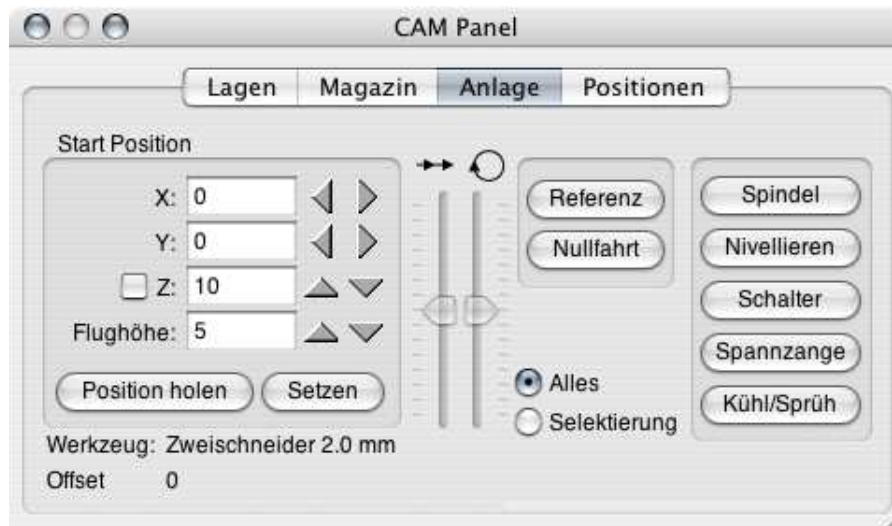 CAM Panel
Lagen Magazin Anlage Positionen
Start Position
X: 0
Y: 0
Z: 10
Flughöhe: 5
Position holen Setzen
Werkzeug: Zweischneider 2.0 mm
Offset 0
Referenz
Nullfahrt
Alles
Selektierung
Spindel
Nivellieren
Schalter
Spannzange
Kühl/Sprüh